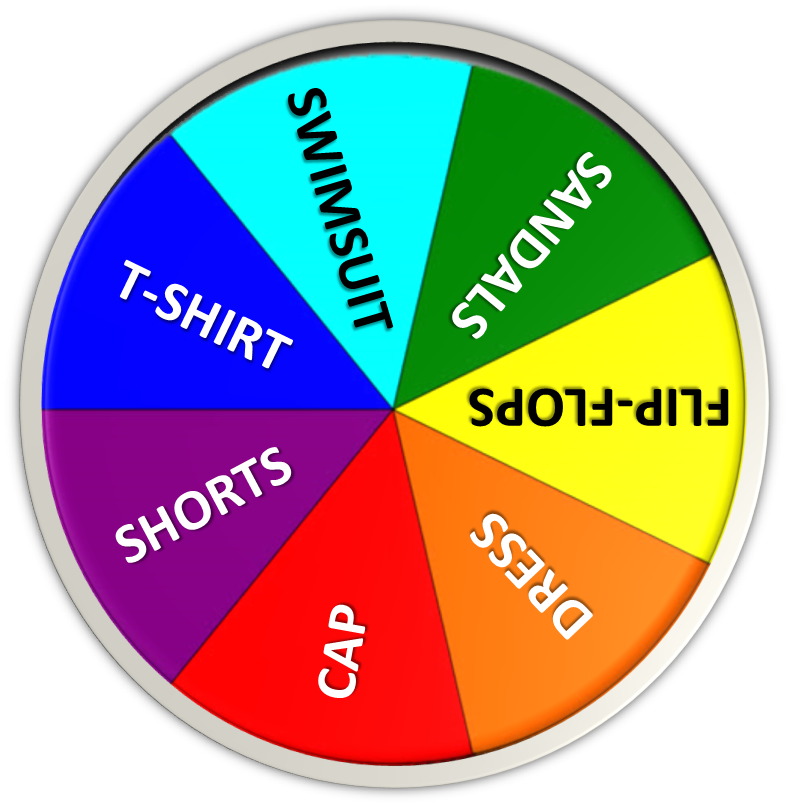 SWIMSUIT
SANDALS
FLIP-FLOPS
DRESS
CAP
SHORTS
T-SHIRT